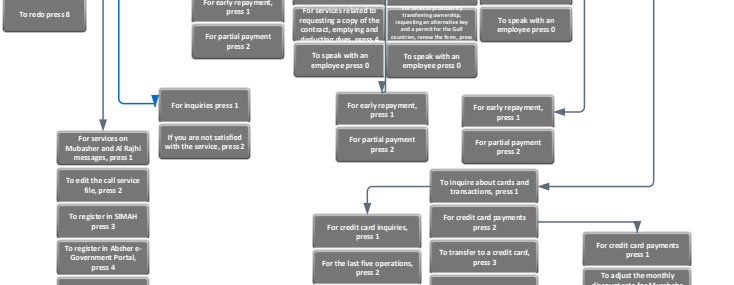 To redo press 8
For early repayment,
press 1
For partial payment
press 2
For services related to
requesting a copy of the
contract, emptying and
deducting dues, press 4
To speak with an
employee press 0
transferring ownership,
requesting an alternative key
and a permit for the Gulf
countries, renew the form, press
To speak with an
employee press 0
To speak with an
employee press 0
For inquiries press 1
If you are not satisfied
with the service, press 2
For early repayment,
press 1
For partial payment
press 2
For early repayment,
press 1
For partial payment
press 2
For services on
Mubasher and Al Rajhi
messages, press 1
To edit the call service
file, press 2
To register in SIMAH
press 3
To register in Absher e-
Government Portal,
press 4
To inquire about cards and
transactions, press 1
For credit card payments
press 2
To transfer to a credit card,
press 3
For credit card inquiries,
press 1
For the last five operations,
press 2
For credit card payments
press 1
To adjust the monthly